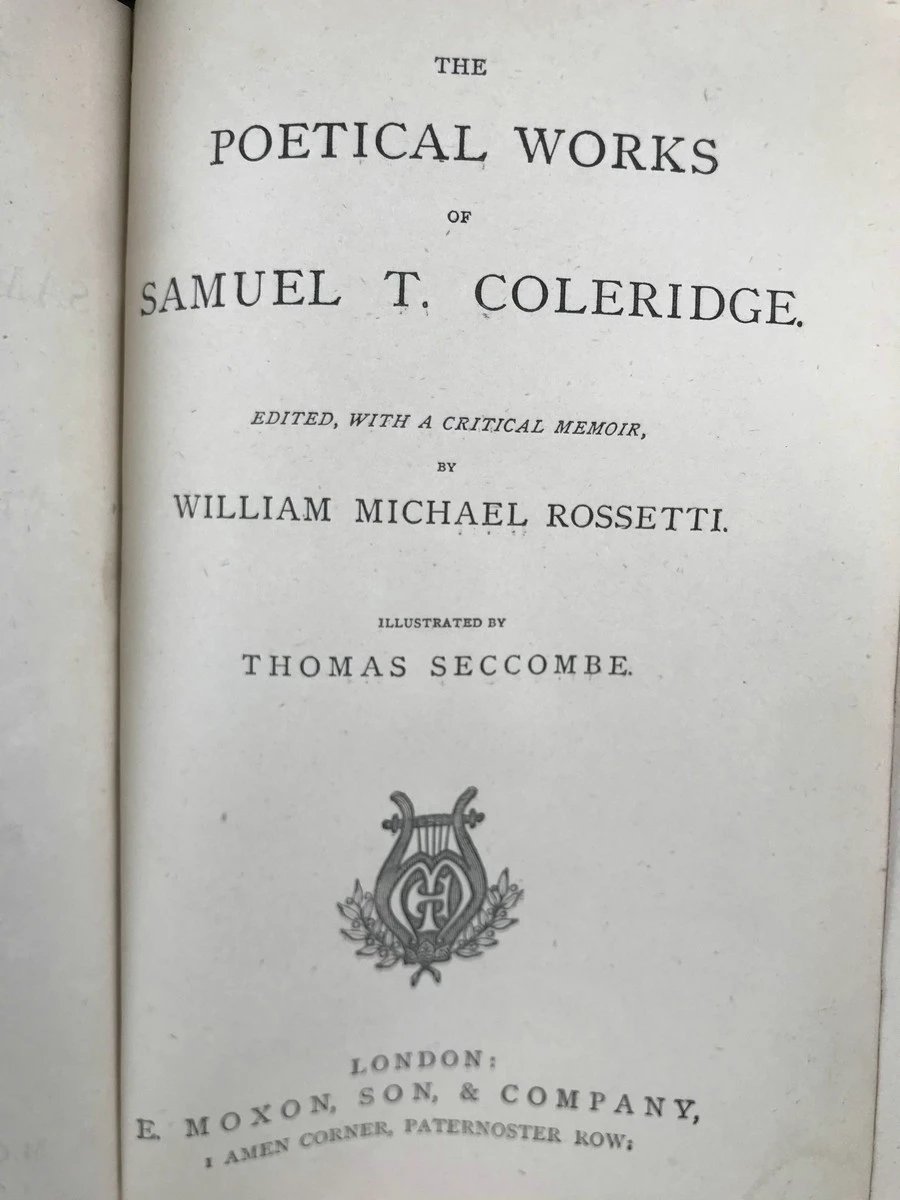 THE
POETICAL WORKS
OF
SAMUEL T. COLERIDGE.
EDITED, WITH A CRITICAL MEMOIR,
BY
WILLIAM MICHAEL ROSSETTI.
ILLUSTRATED BY
THOMAS SECCOMBE.
LONDON:
E. MOXON, SON, & COMPANY,
1 AMEN CORNER, PATERNOSTER ROW;